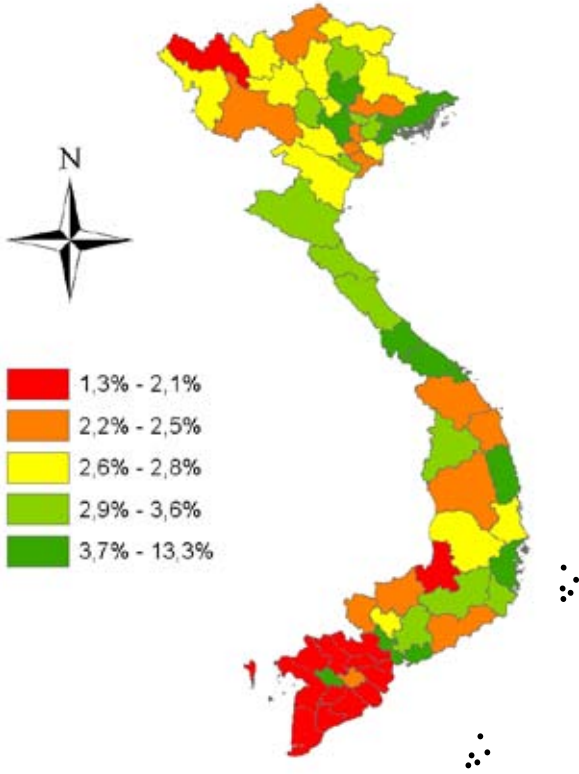 N
1,3% - 2,1%
2,2% - 2,5%
2,6% - 2,8%
2,9% - 3,6%
3,7% - 13,3%